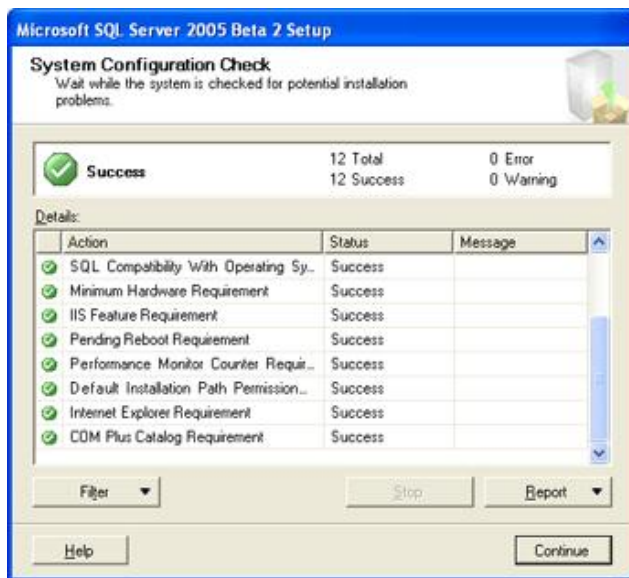 Microsoft SQL Server 2005 Beta 2 Setup
System Configuration Check
Wait while the system is checked for potential installation
problems.
Success 12 Total 0 Error
12 Success 0 Warning
Details:
Action Status Message
SQL Compatibility With Operating Sy... Success
Minimum Hardware Requirement Success
IIS Feature Requirement Success
Pending Reboot Requirement Success
Performance Monitor Counter Requir... Success
Default Installation Path Permission... Success
Internet Explorer Requirement Success
COM Plus Catalog Requirement Success
Filter Stop Report
Help Continue